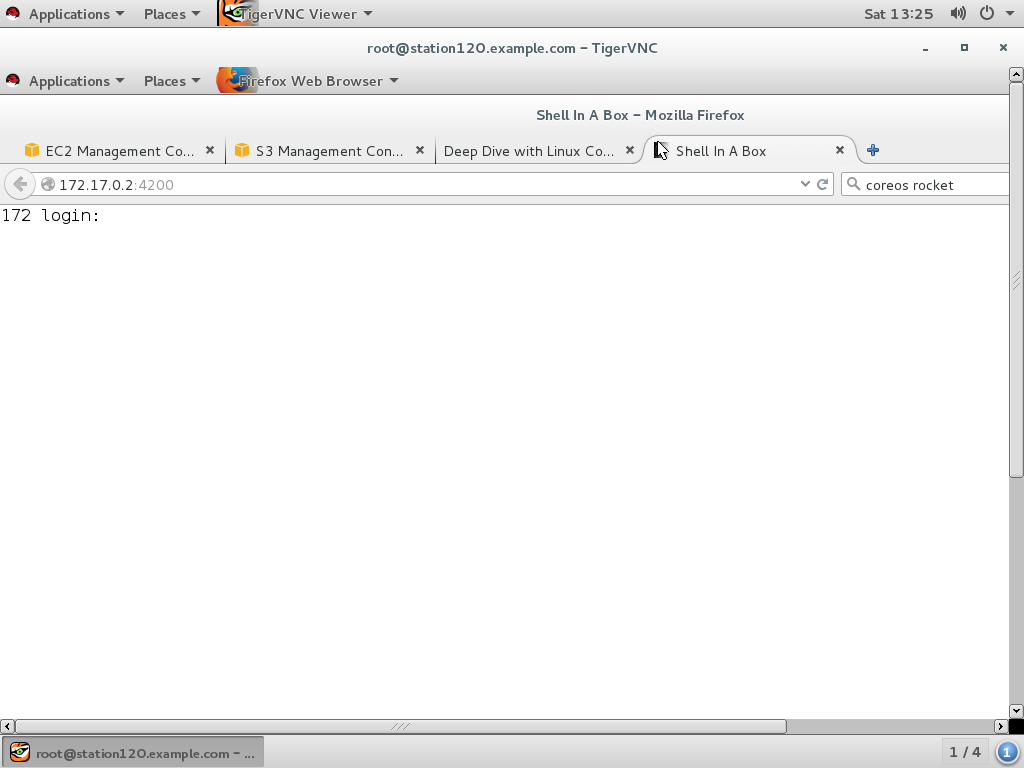 Applications Places TigerVNC Viewer Sat 13:25
root@station120.example.com – TigerVNC
Applications Places Firefox Web Browser
Shell In A Box – Mozilla Firefox
EC2 Management Co... S3 Management Con... Deep Dive with Linux Co... Shell In A Box
172.17.0.2:4200 coreos rocket
172 login:
root@station120.example.com – ... 1 / 4 1